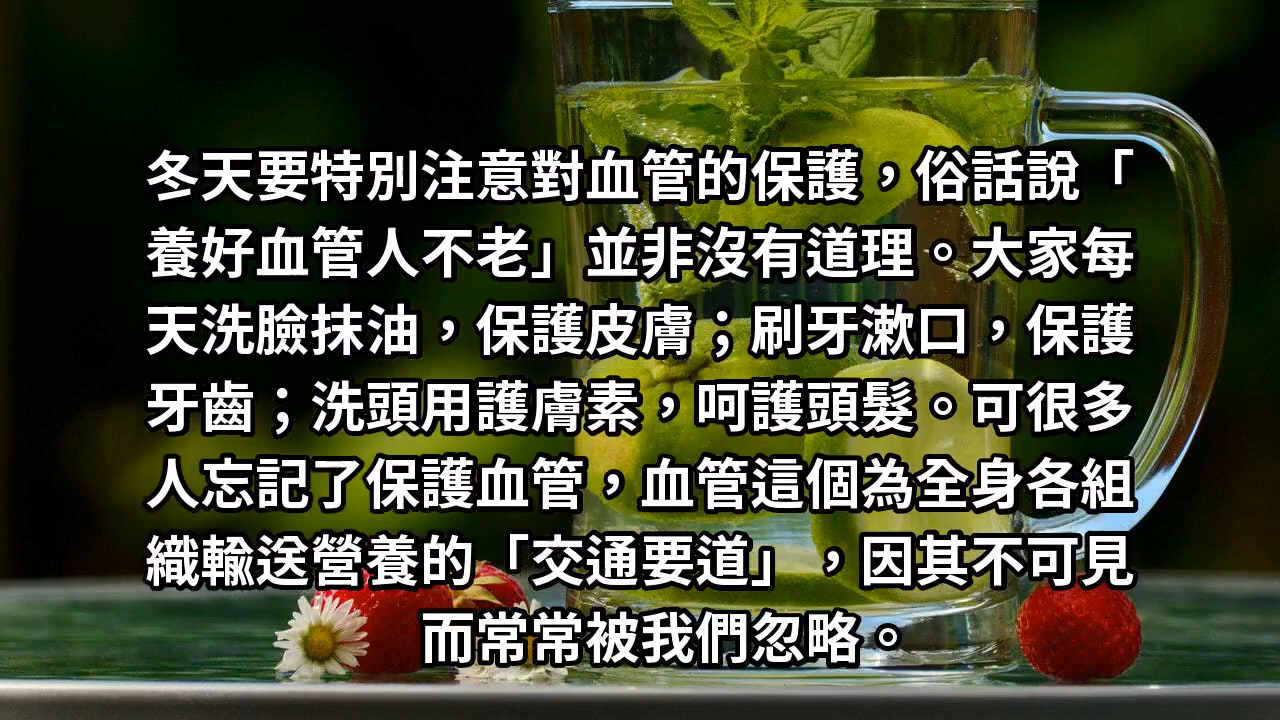 冬天要特別注意對血管的保護，俗話說「
養好血管人不老」並非沒有道理。大家每
天洗臉抹油，保護皮膚；刷牙漱口，保護
牙齒；洗頭用護膚素，呵護頭髮。可很多
人忘記了保護血管，血管這個為全身各組
織輸送營養的「交通要道」，因其不可見
而常常被我們忽略。